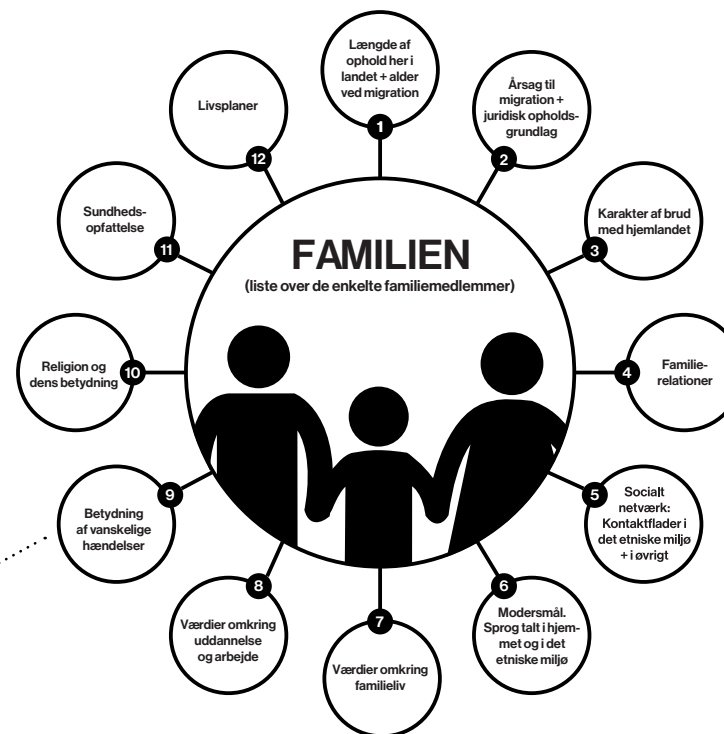 FAMILIEN
(liste over de enkelte familiemedlemmer)
Længde af
ophold her i
landet + alder
ved migration
1
Årsag til
migration +
juridisk opholds-
grundlag
2
Karakter af brud
med hjemlandet
3
Familie-
relationer
4
Socialt
netværk:
Kontaktflader i
det etniske miljø
+ i øvrigt
5
Modersmål.
Sprog talt i hjem-
met og i det
etniske miljø
6
Værdier omkring
familieliv
7
Værdier omkring
uddannelse
og arbejde
8
Betydning
af vanskelige
hændelser
9
Religion og
dens betydning
10
Sundheds-
opfattelse
11
Livsplaner
12